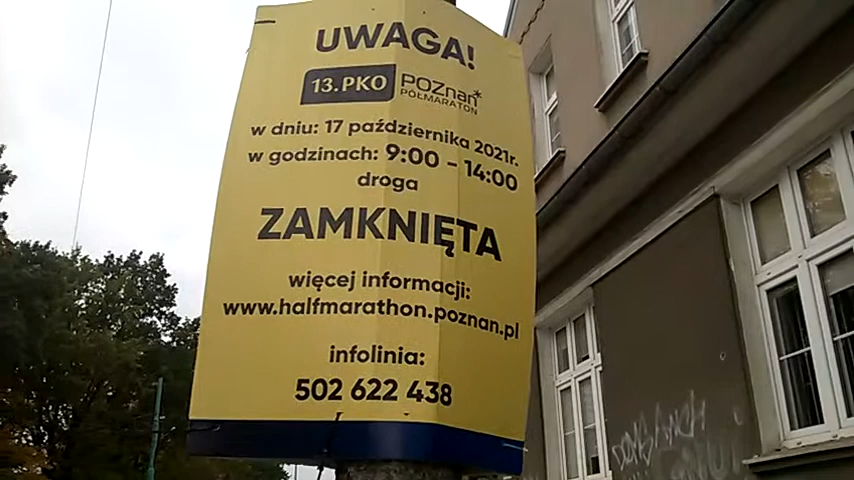 UWAGA!
13. PKO POZnań*
PÓŁMARATON
w dniu: 17 października 2021r.
w godzinach: 9:00 – 14:00
droga
ZAMKNIĘTA
więcej informacji:
www.halfmarathon.poznan.pl
infolinia:
502 622 438